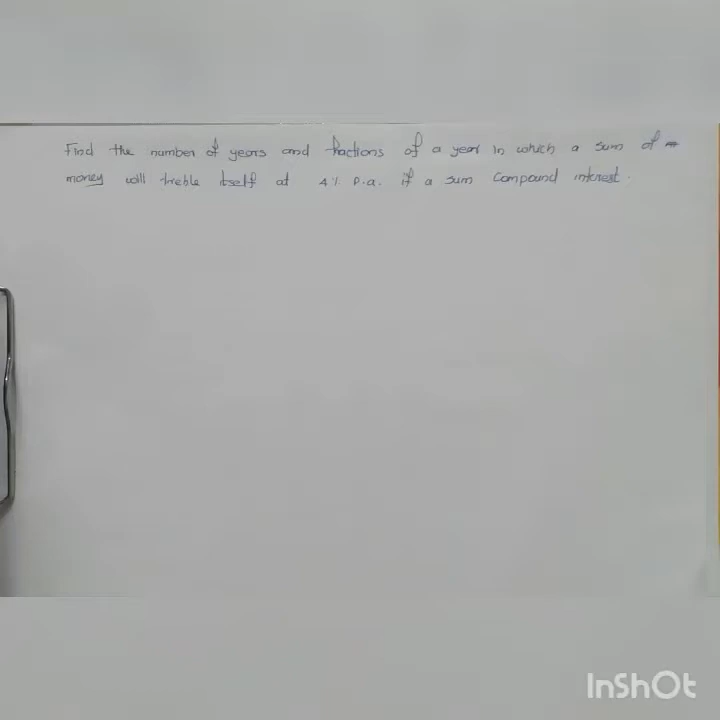 Find the number of years and fractions of a year in which a sum of
money will treble itself at 4% p.a. if a sum compound interest.
InShOt